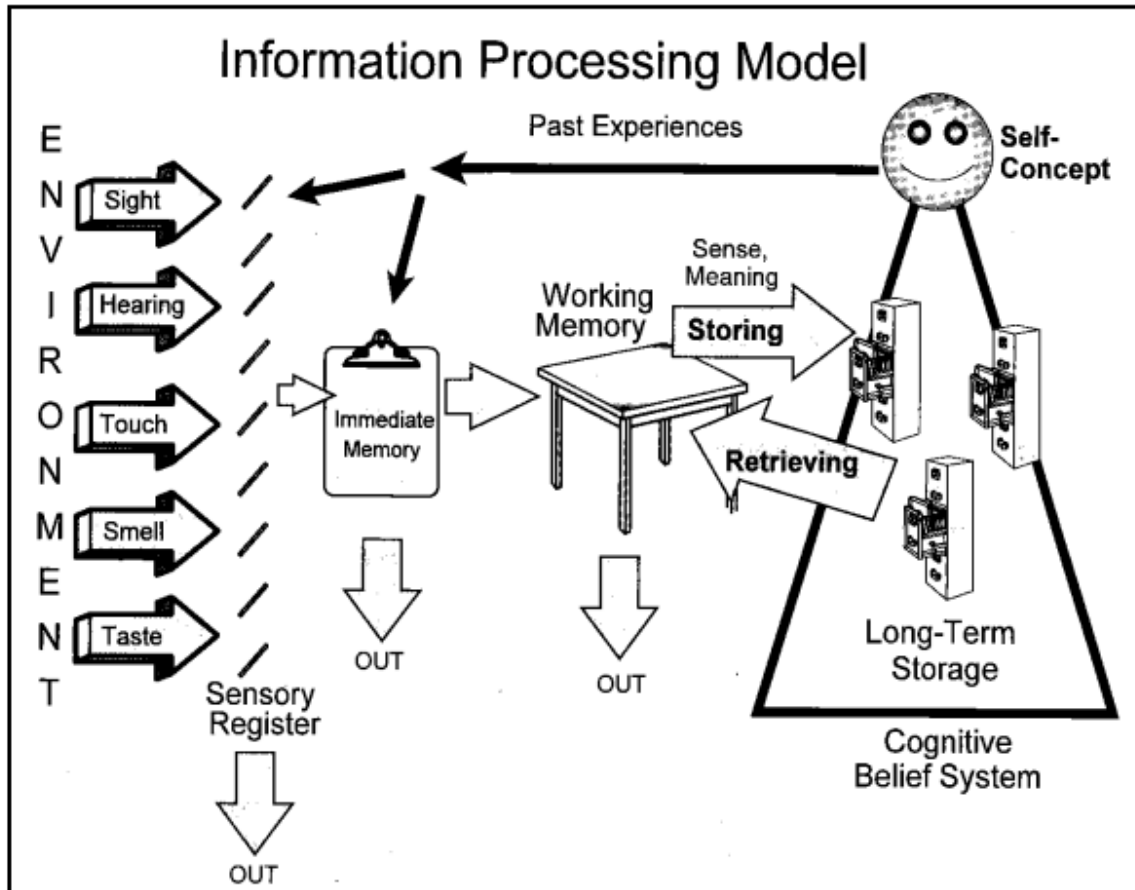 Information Processing Model
ENVIRONMENT
Sight
Hearing
Touch
Smell
Taste
Past Experiences
Self-
Concept
Sense,
Meaning
Working
Memory
Storing
Retrieving
Immediate
Memory
OUT
OUT
Sensory
Register
OUT
Long-Term
Storage
Cognitive
Belief System